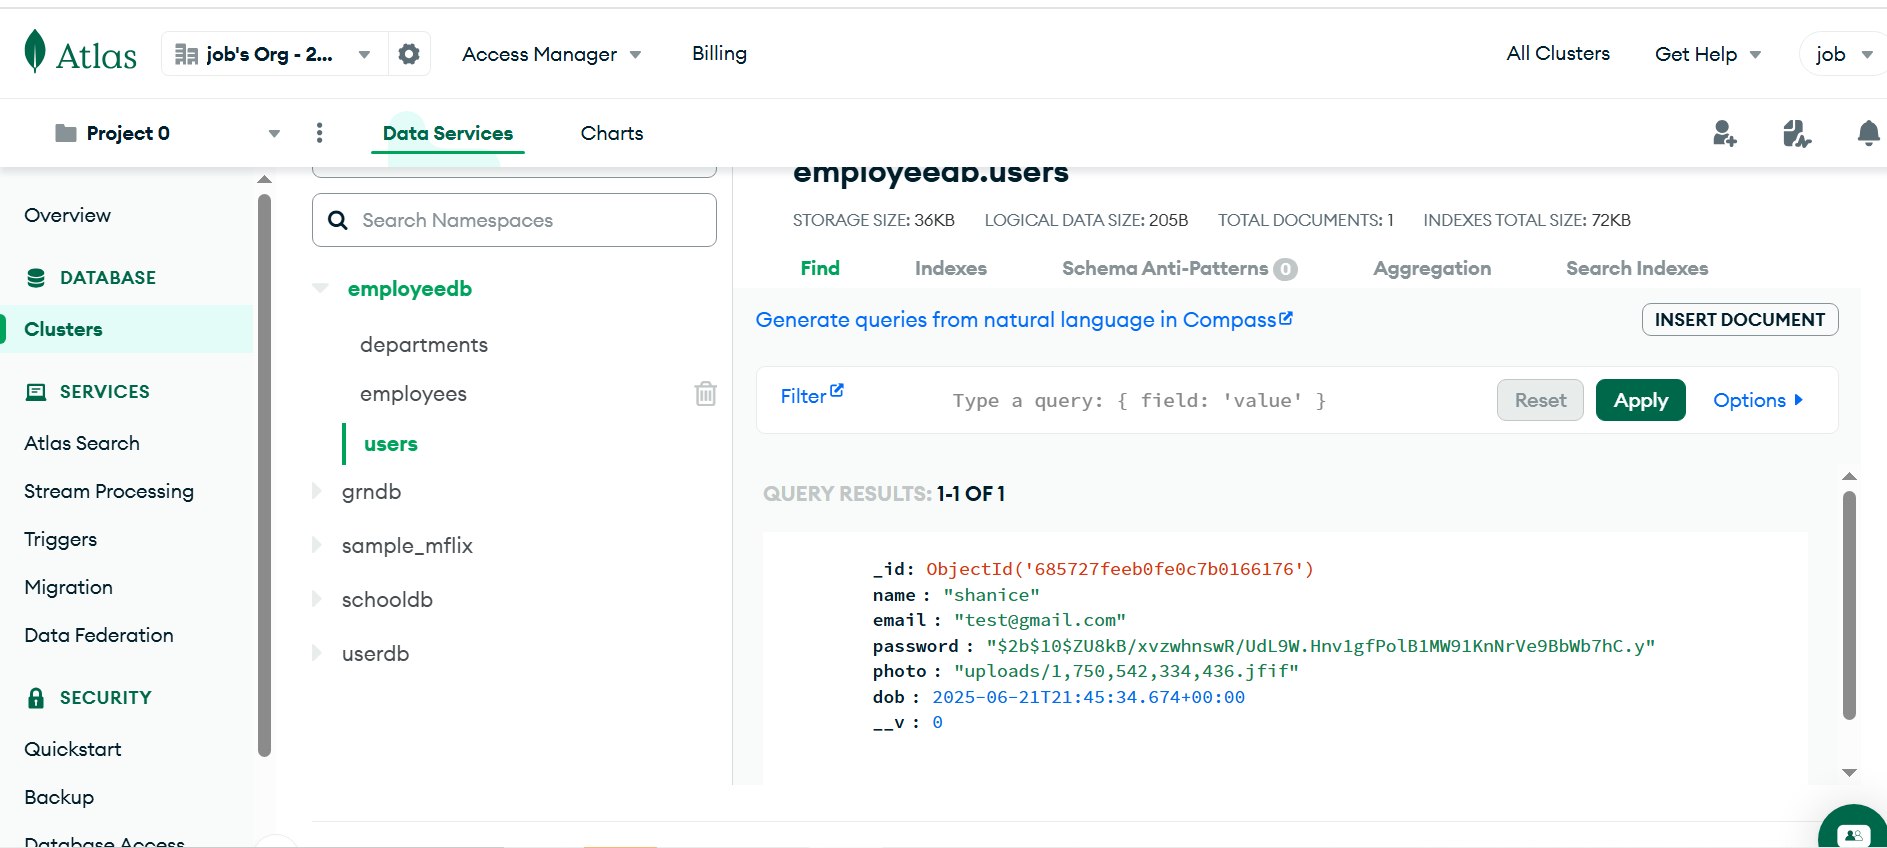 Atlas
job's Org - 2...
Access Manager
Billing
All Clusters
Get Help
job
Project 0
Data Services
Charts
Overview
DATABASE
Clusters
SERVICES
Atlas Search
Stream Processing
Triggers
Migration
Data Federation
SECURITY
Quickstart
Backup
Database Access
Search Namespaces
employeedb
departments
employees
users
grndb
sample_mflix
schooldb
userdb
employeedb.users
STORAGE SIZE: 36KB LOGICAL DATA SIZE: 205B TOTAL DOCUMENTS: 1 INDEXES TOTAL SIZE: 72KB
Find Indexes Schema Anti-Patterns 0 Aggregation Search Indexes
Generate queries from natural language in Compass
INSERT DOCUMENT
Filter
Type a query: { field: 'value' }
Reset
Apply
Options
QUERY RESULTS: 1-1 OF 1
_id: ObjectId('685727feeb0fe0c7b0166176')
name : "shanice"
email : "test@gmail.com"
password : "$2b$10$ZU8kB/xvzwhnswR/UdL9W.Hnv1gfPolB1MW91KnNrVe9BbWb7hC.y"
photo : "uploads/1,750,542,334,436.jfif"
dob : 2025-06-21T21:45:34.674+00:00
__v : 0